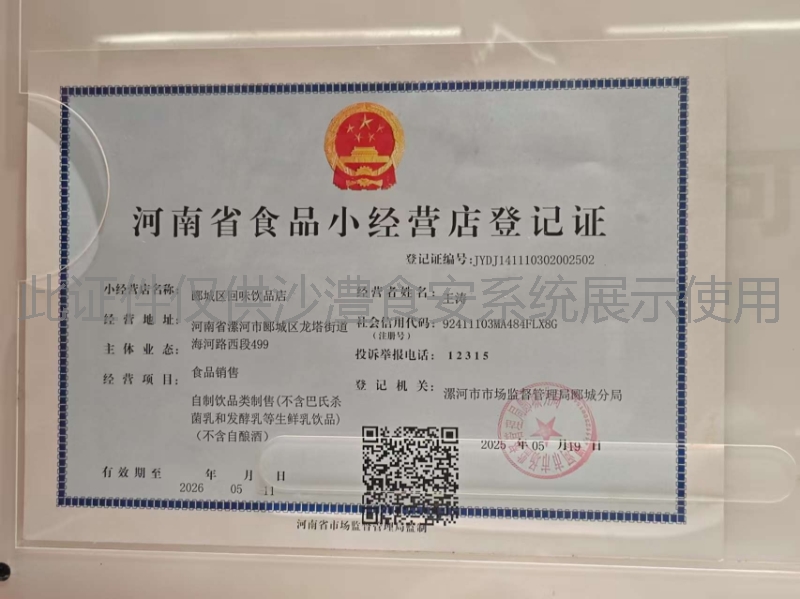 河南省食品小经营店登记证
登记证编号:JYDJ141110302002502
小经营店名称: 郾城区回味饮品店
经营者姓名: 王涛
经营地址: 河南省漯河市郾城区龙塔街道
海河路西段499
社会信用代码: 92411103MA484FLX8G
(注册号)
主体业态: 食品销售
投诉举报电话: 12315
经营项目: 自制饮品类制售(不含巴氏杀
菌乳和发酵乳等生鲜乳饮品)
(不含自酿酒)
登记机关: 漯河市市场监督管理局郾城分局
2025 年 05 月 19 日
有效期至 年 月 日
2026 05 11
河南省市场监督管理局监制
此证件仅供沙澧食安系统展示使用